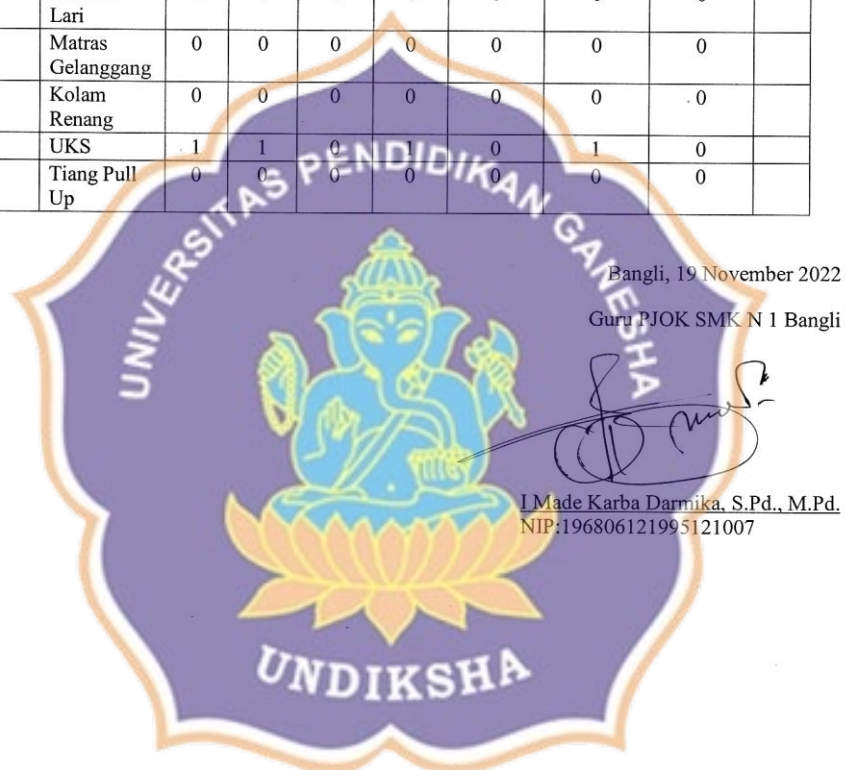 Lari
Matras 0 0 0 0 0 0 0
Gelanggang
Kolam 0 0 0 0 0 0 0
Renang
UKS 1 1 0 1 0 1 0
Tiang Pull 0 0 0 0 0 0 0
Up
UNIVERSITAS PENDIDIKAN GANESHA
Bangli, 19 November 2022
Guru PJOK SMK N 1 Bangli
I Made Karba Darmika, S.Pd., M.Pd.
NIP:196806121995121007
UNDIKSHA